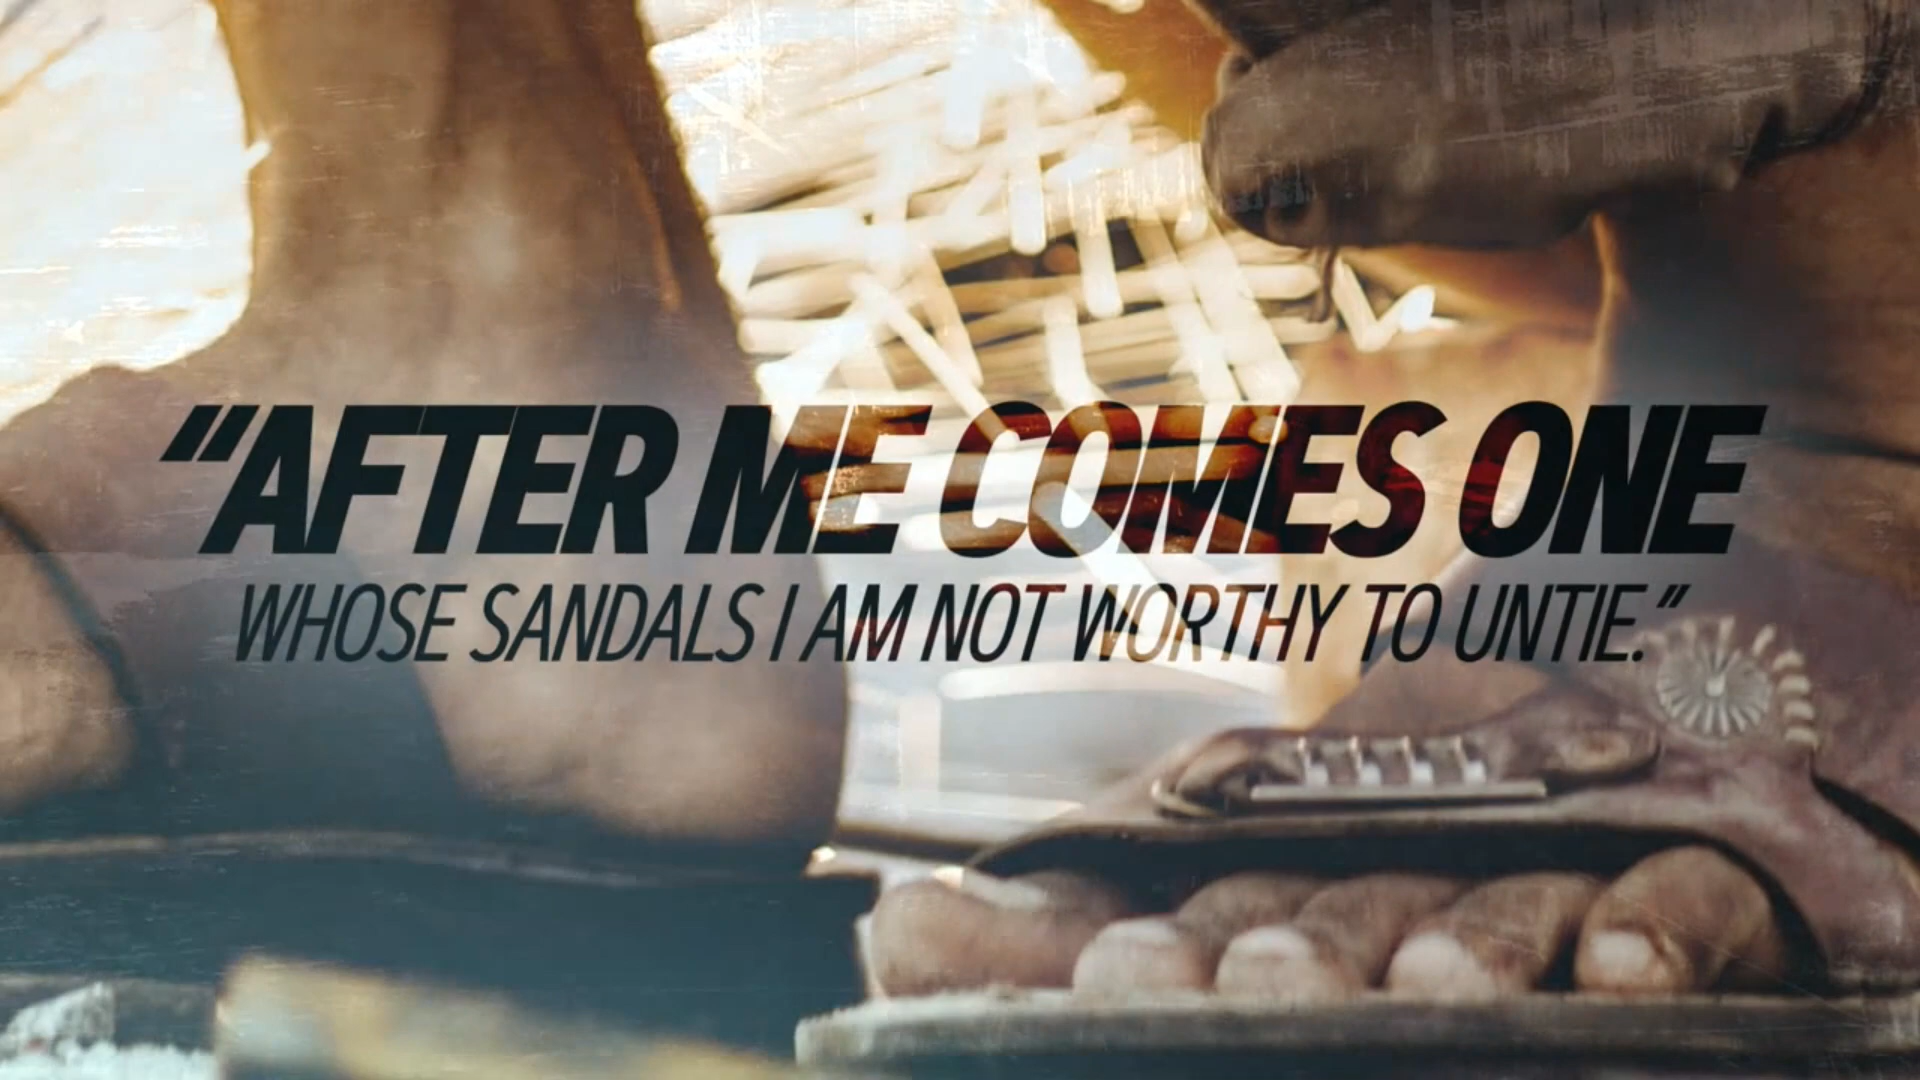 “AFTER ME COMES ONE
WHOSE SANDALS I AM NOT WORTHY TO UNTIE.”